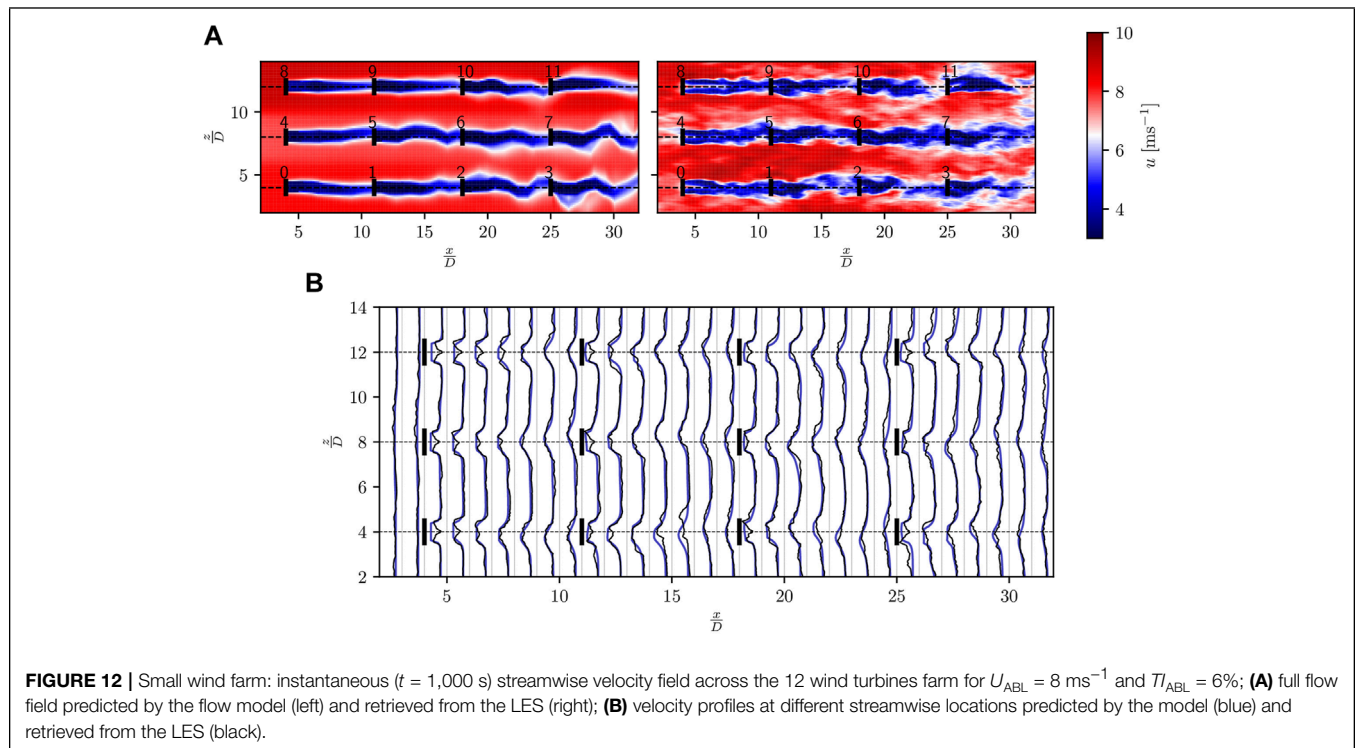 A
8 9 10 11
4 5 6 7
0 1 2 3
10
5
z/D
5 10 15 20 25 30
x/D
8 9 10 11
4 5 6 7
0 1 2 3
5 10 15 20 25 30
x/D
10
8
6
4
u [ms⁻¹]
B
14
12
10
8
6
4
2
z/D
5 10 15 20 25 30
x/D
FIGURE 12 | Small wind farm: instantaneous (t = 1,000 s) streamwise velocity field across the 12 wind turbines farm for U_ABL = 8 ms⁻¹ and TI_ABL = 6%; (A) full flow
field predicted by the flow model (left) and retrieved from the LES (right); (B) velocity profiles at different streamwise locations predicted by the model (blue) and
retrieved from the LES (black).